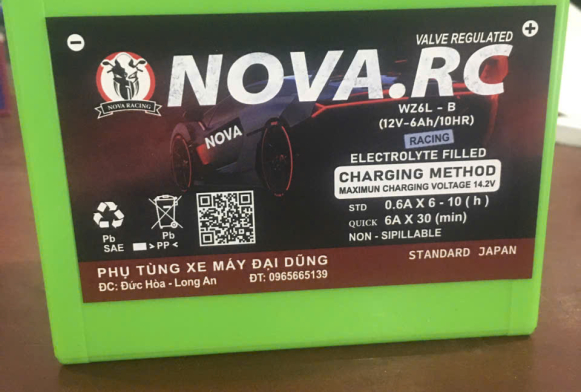 VALVE REGULATED
NOVA.RC
NOVA RACING
WZ6L - B
(12V-6Ah/10HR)
NOVA
RACING
ELECTROLYTE FILLED
CHARGING METHOD
MAXIMUN CHARGING VOLTAGE 14.2V
STD 0.6A X 6 - 10 ( h )
QUICK 6A X 30 (min)
NON - SIPILLABLE
Pb
SAE
Pb
> PP <
STANDARD JAPAN
PHỤ TÙNG XE MÁY ĐẠI DŨNG
ĐC: Đức Hòa - Long An ĐT: 0965665139